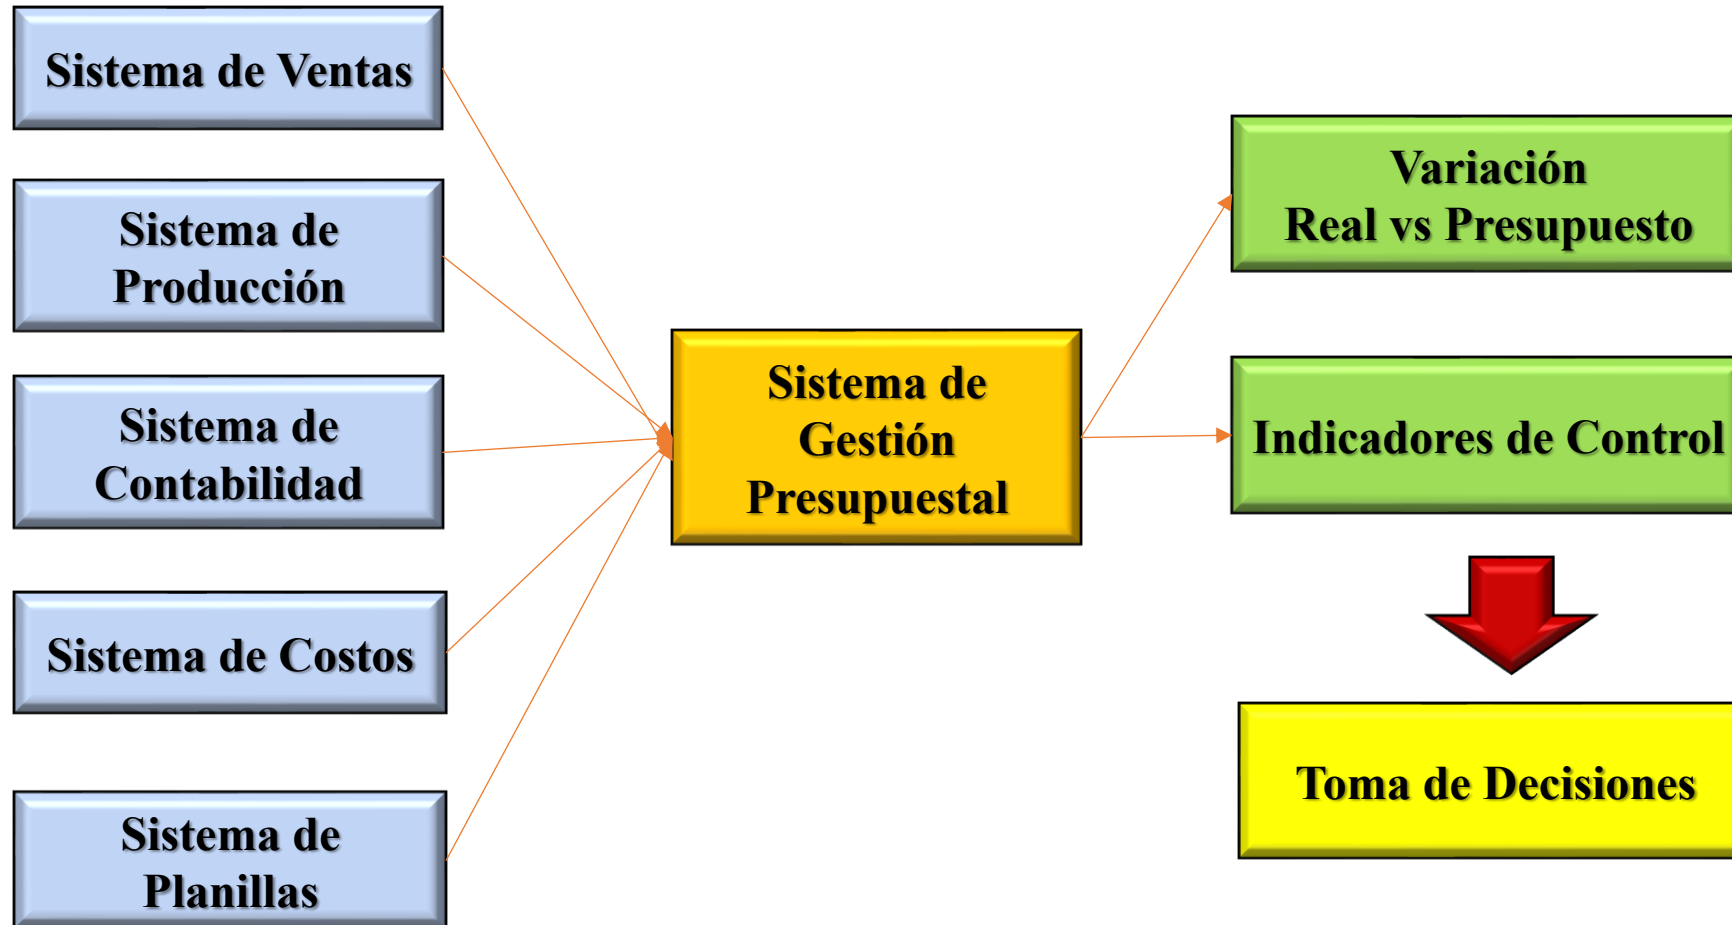 Sistema de Ventas
Sistema de
Producción
Sistema de
Contabilidad
Sistema de Costos
Sistema de
Planillas
Sistema de
Gestión
Presupuestal
Variación
Real vs Presupuesto
Indicadores de Control
Toma de Decisiones